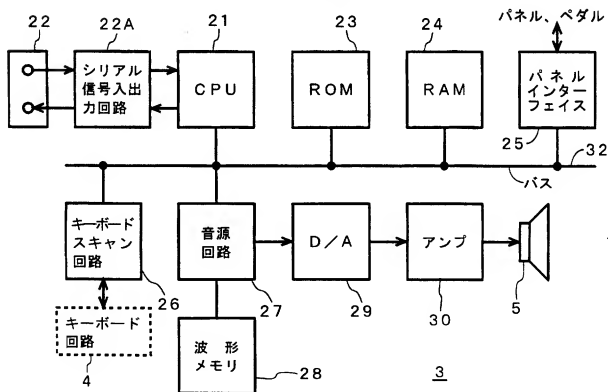 22
22A
21
23
24
パネル、ペダル
シリアル
信号入出
力回路
CPU
ROM
RAM
パネル
インター
フェイス
25
32
バス
キーボード
スキャン
回路
26
音源
回路
27
D/A
29
アンプ
30
5
キーボード
回路
4
波形
メモリ
28
3